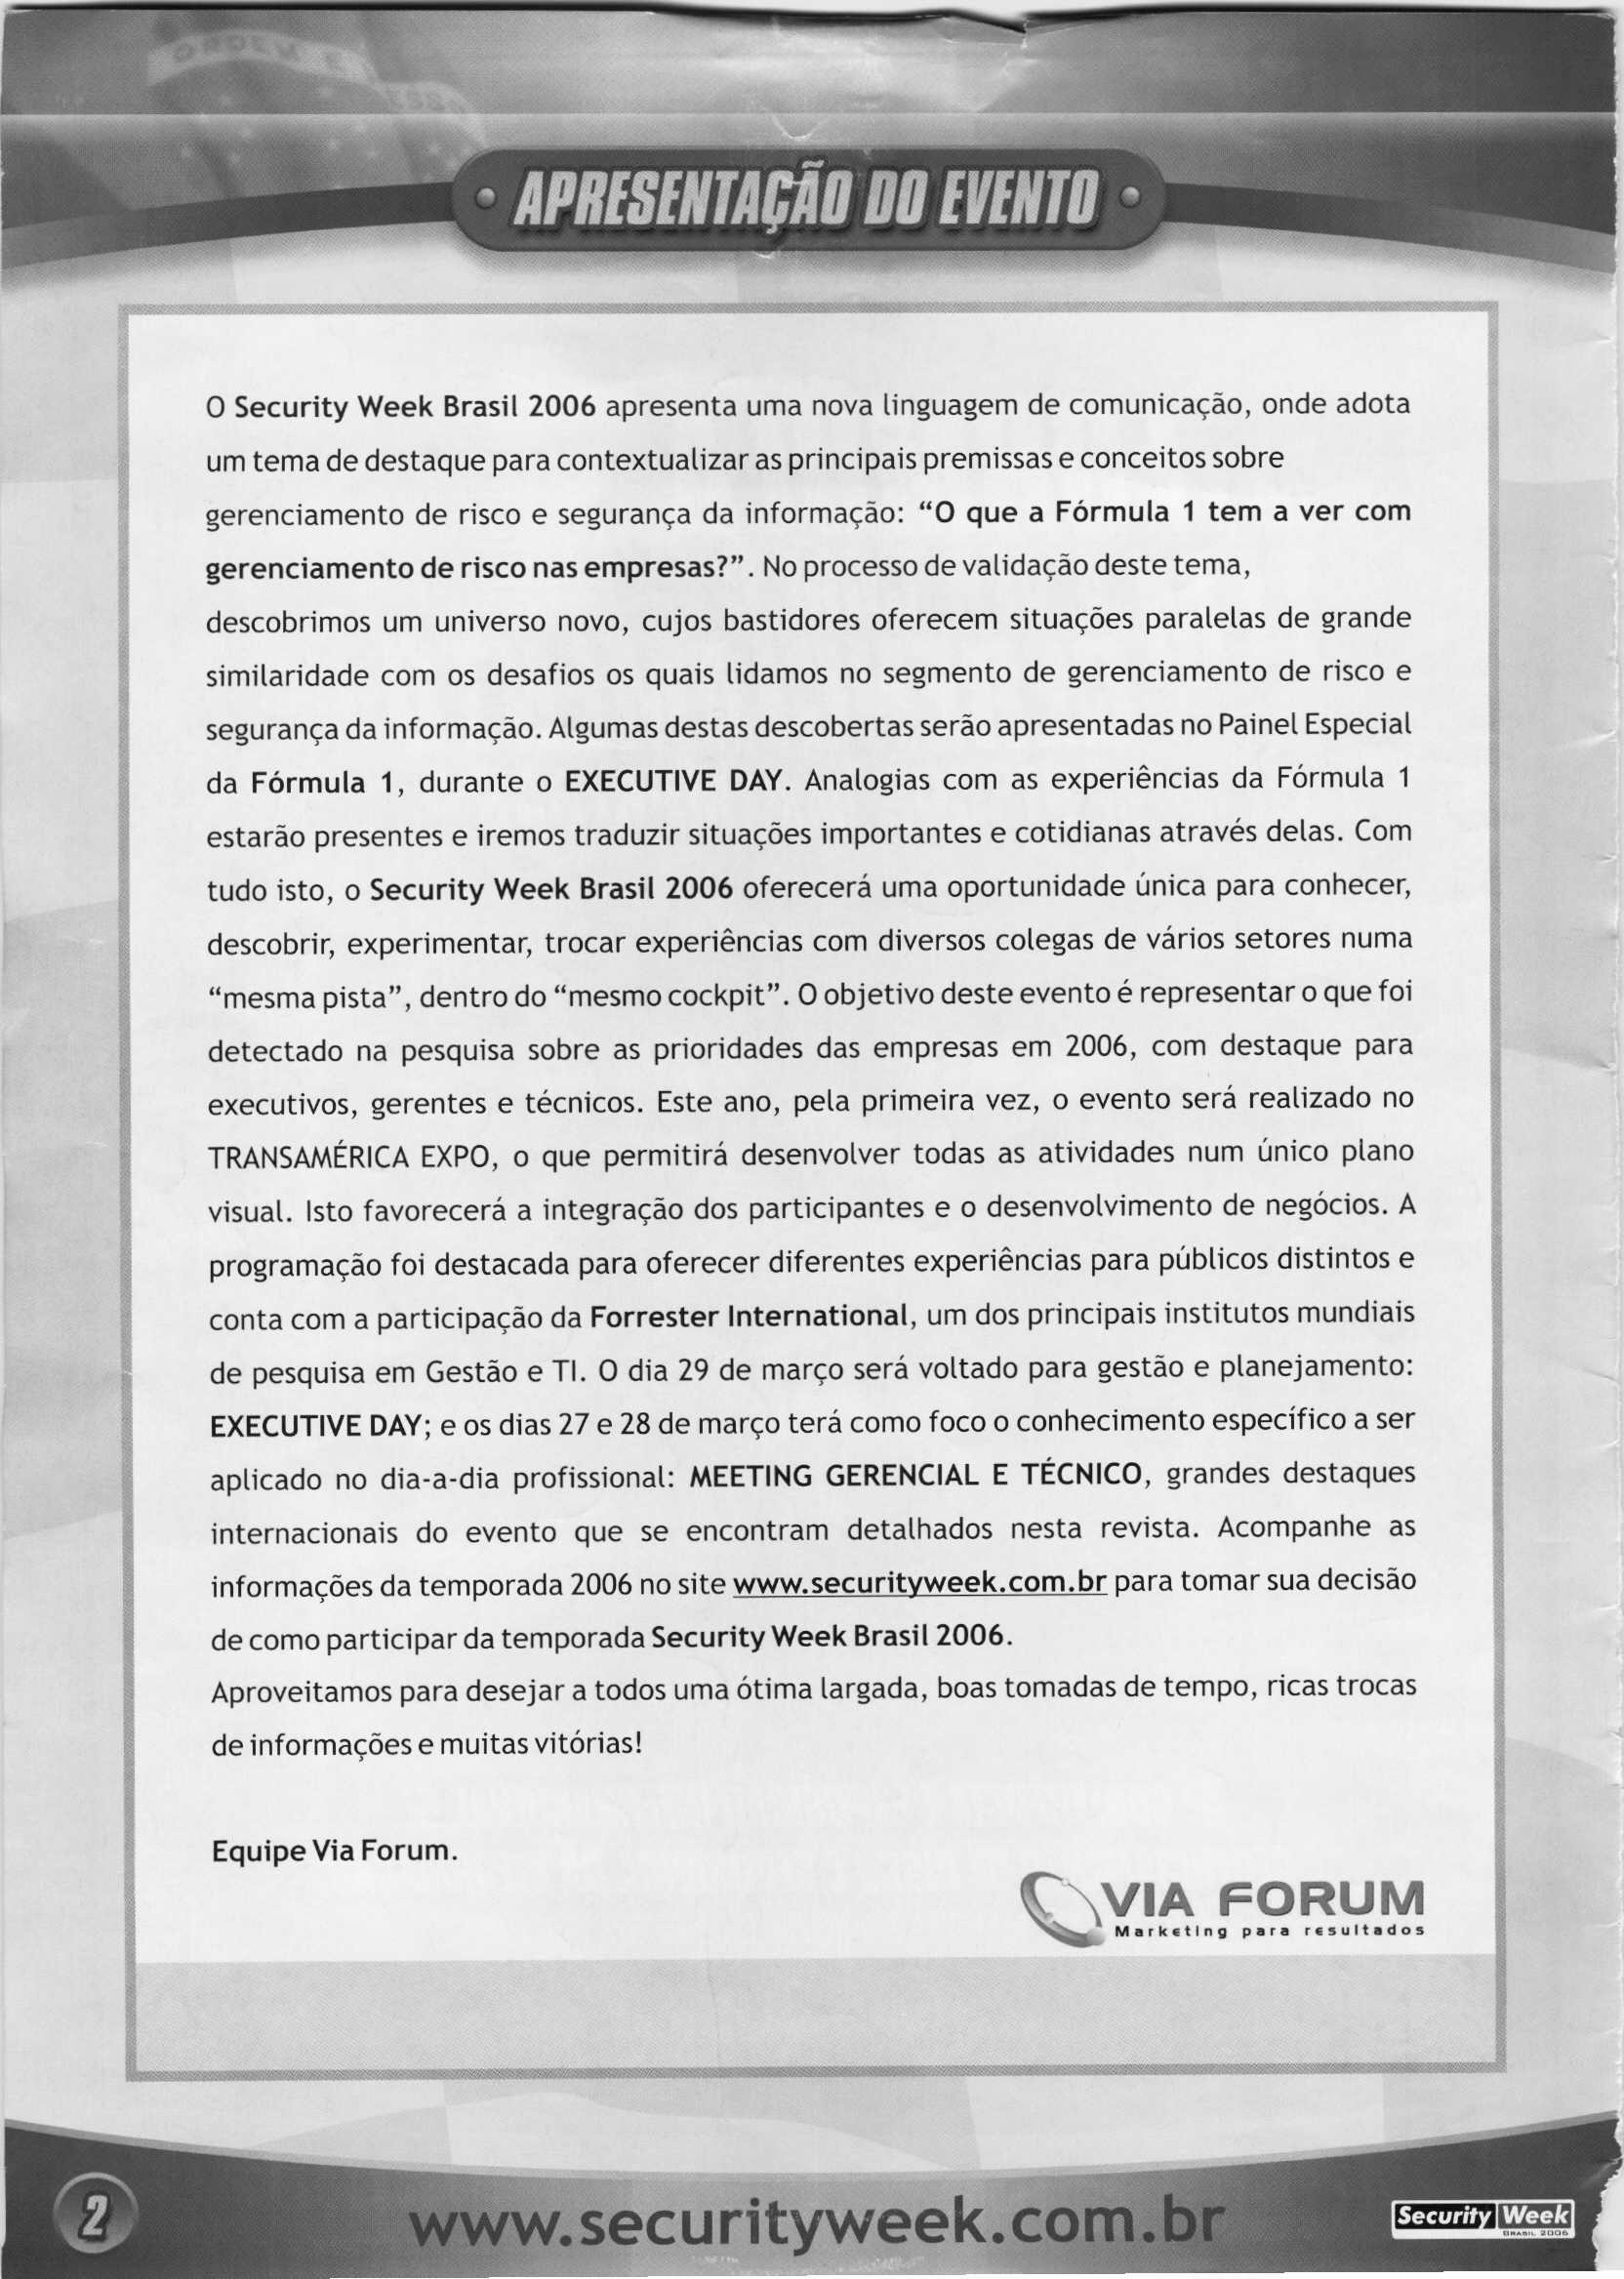 APRESENTAÇÃO DO EVENTO
O Security Week Brasil 2006 apresenta uma nova linguagem de comunicação, onde adota
um tema de destaque para contextualizar as principais premissas e conceitos sobre
gerenciamento de risco e segurança da informação: “O que a Fórmula 1 tem a ver com
gerenciamento de risco nas empresas?”. No processo de validação deste tema,
descobrimos um universo novo, cujos bastidores oferecem situações paralelas de grande
similaridade com os desafios os quais lidamos no segmento de gerenciamento de risco e
segurança da informação. Algumas destas descobertas serão apresentadas no Painel Especial
da Fórmula 1, durante o EXECUTIVE DAY. Analogias com as experiências da Fórmula 1
estarão presentes e iremos traduzir situações importantes e cotidianas através delas. Com
tudo isto, o Security Week Brasil 2006 oferecerá uma oportunidade única para conhecer,
descobrir, experimentar, trocar experiências com diversos colegas de vários setores numa
“mesma pista”, dentro do “mesmo cockpit”. O objetivo deste evento é representar o que foi
detectado na pesquisa sobre as prioridades das empresas em 2006, com destaque para
executivos, gerentes e técnicos. Este ano, pela primeira vez, o evento será realizado no
TRANSAMÉRICA EXPO, o que permitirá desenvolver todas as atividades num único plano
visual. Isto favorecerá a integração dos participantes e o desenvolvimento de negócios. A
programação foi destacada para oferecer diferentes experiências para públicos distintos e
conta com a participação da Forrester International, um dos principais institutos mundiais
de pesquisa em Gestão e TI. O dia 29 de março será voltado para gestão e planejamento:
EXECUTIVE DAY; e os dias 27 e 28 de março terá como foco o conhecimento específico a ser
aplicado no dia-a-dia profissional: MEETING GERENCIAL E TÉCNICO, grandes destaques
internacionais do evento que se encontram detalhados nesta revista. Acompanhe as
informações da temporada 2006 no site www.securityweek.com.br para tomar sua decisão
de como participar da temporada Security Week Brasil 2006.
Aproveitamos para desejar a todos uma ótima largada, boas tomadas de tempo, ricas trocas
de informações e muitas vitórias!
Equipe Via Forum.
VIA FORUM
Marketing para resultados
2
www.securityweek.com.br
Security Week
BRASIL 2006